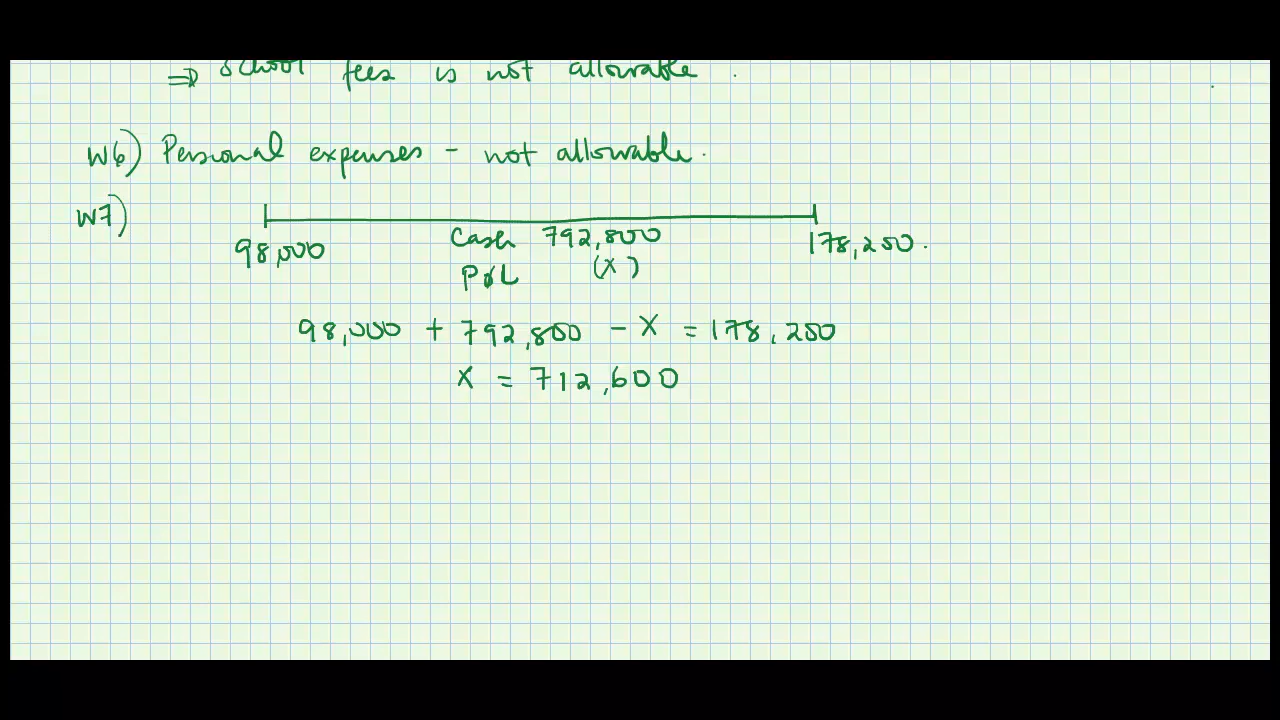 ⇒ School fees is not allowable.
W6) Personal expenses - not allowable.
W7)
98,000 Cash 792,800 178,250.
P&L (X)
98,000 + 792,800 - X = 178,250
X = 712,600